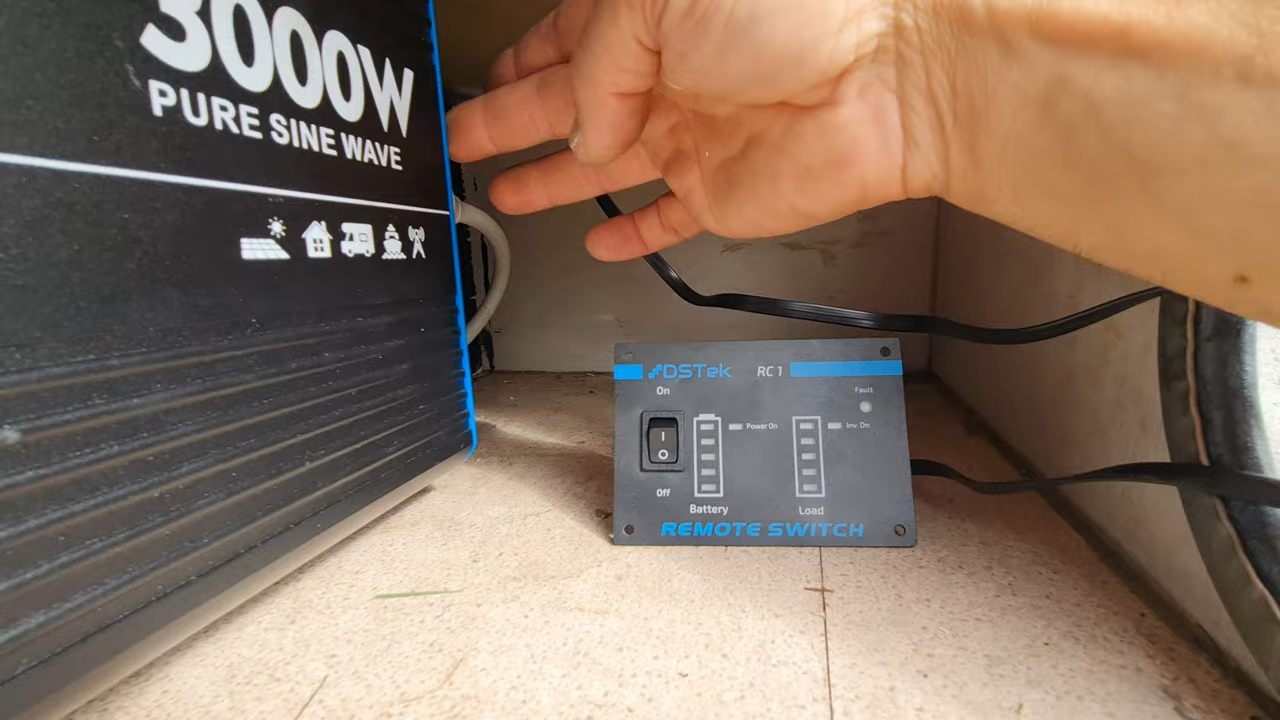 3000W
PURE SINE WAVE
DSTek RC1
On
Fault
Power On
Inv. On
I
O
Off
Battery
Load
REMOTE SWITCH